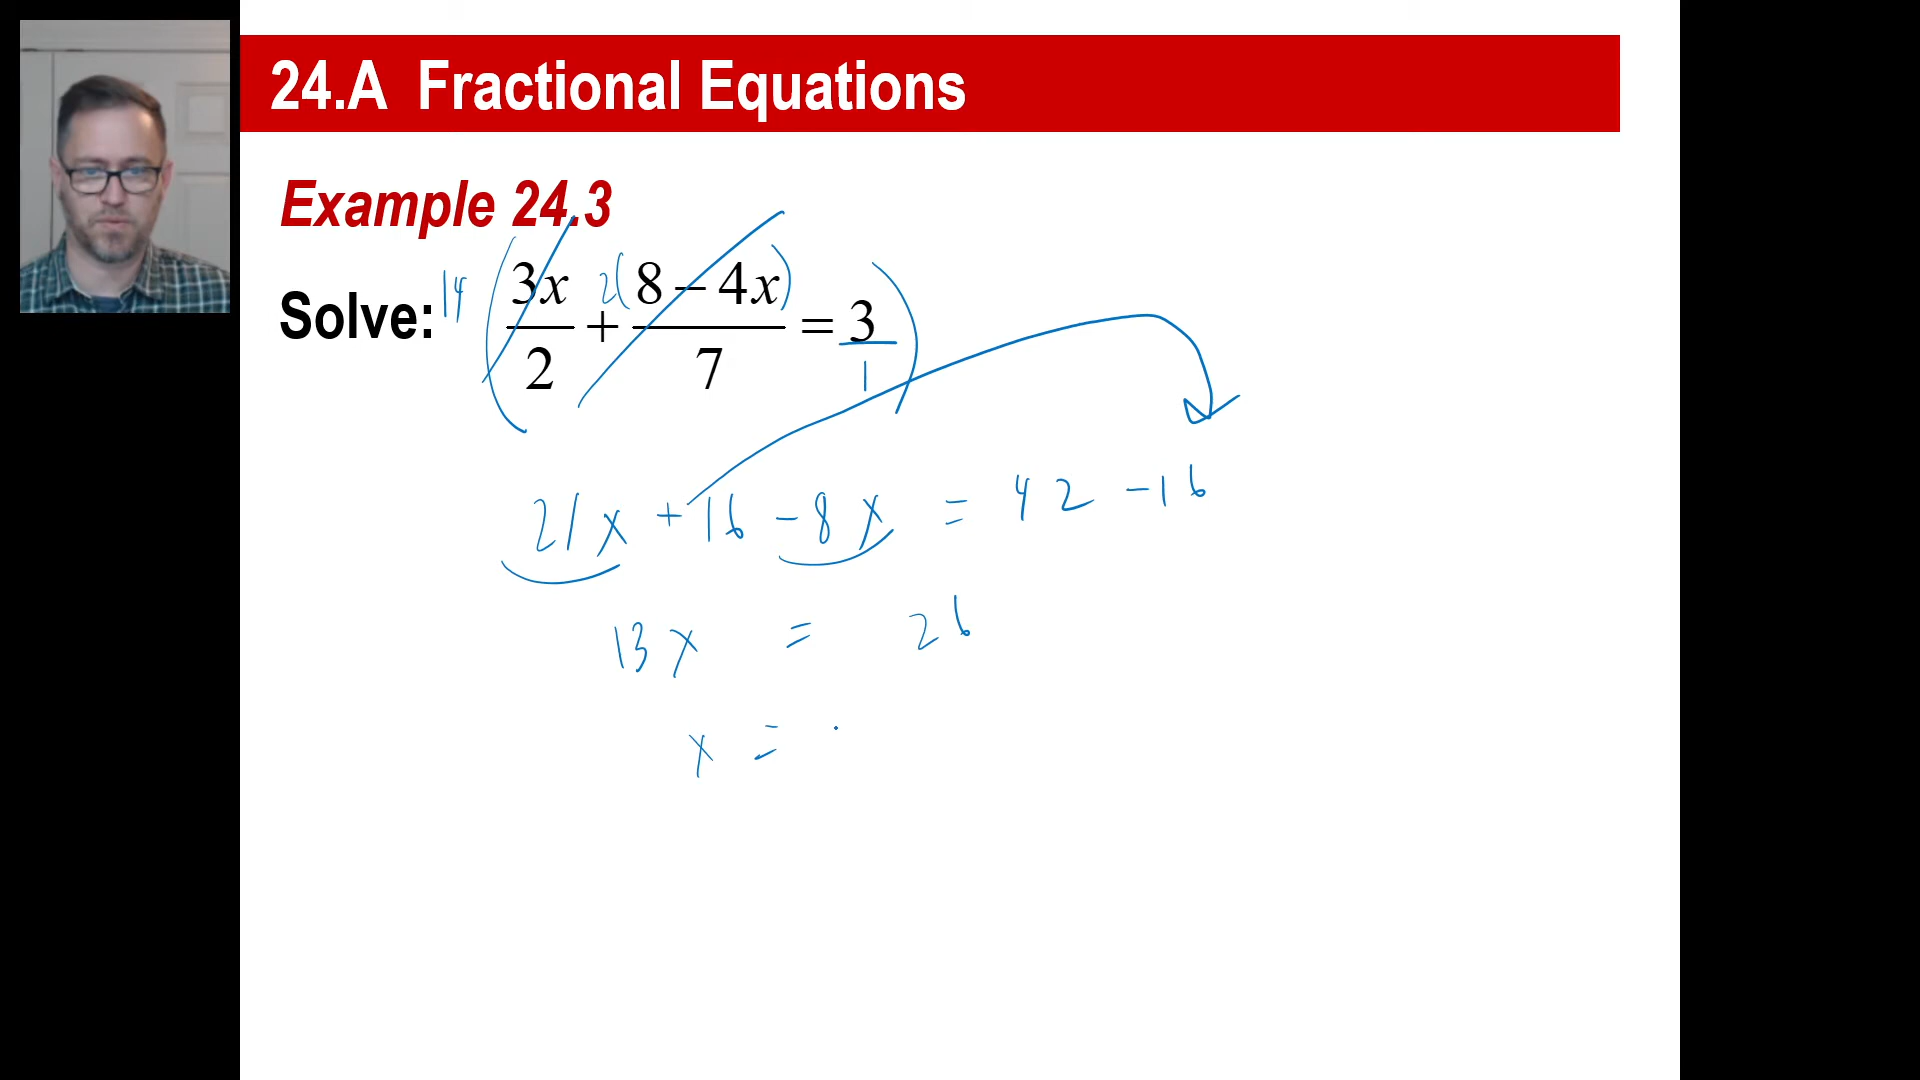 24.A Fractional Equations
Example 24.3
Solve: 14 ( 3x/2 + 2(8 – 4x)/7 = 3/1 )
21x + 16 - 8x = 42 - 16
13x = 26
x =